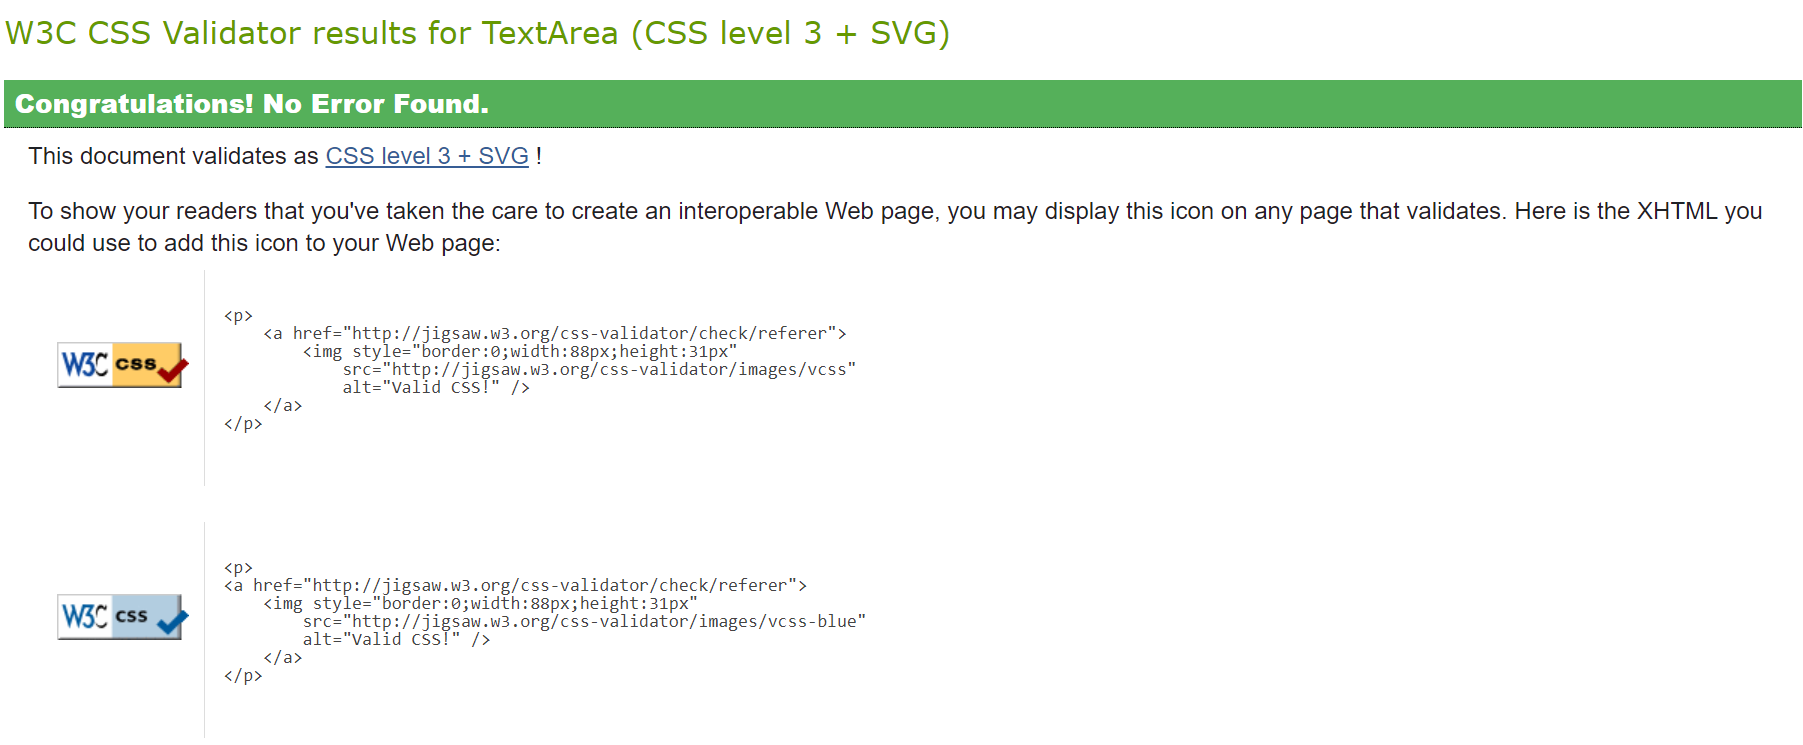 W3C CSS Validator results for TextArea (CSS level 3 + SVG)
Congratulations! No Error Found.
This document validates as CSS level 3 + SVG !
To show your readers that you've taken the care to create an interoperable Web page, you may display this icon on any page that validates. Here is the XHTML you
could use to add this icon to your Web page:
W3C css
<p>
    <a href="http://jigsaw.w3.org/css-validator/check/referer">
        <img style="border:0;width:88px;height:31px"
            src="http://jigsaw.w3.org/css-validator/images/vcss"
            alt="Valid CSS!" />
    </a>
</p>
W3C css
<p>
<a href="http://jigsaw.w3.org/css-validator/check/referer">
    <img style="border:0;width:88px;height:31px"
        src="http://jigsaw.w3.org/css-validator/images/vcss-blue"
        alt="Valid CSS!" />
    </a>
</p>